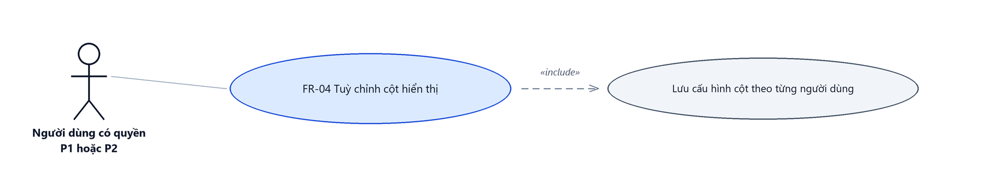 «include»
FR-04 Tuỳ chỉnh cột hiển thị
Lưu cấu hình cột theo từng người dùng
Người dùng có quyền
P1 hoặc P2